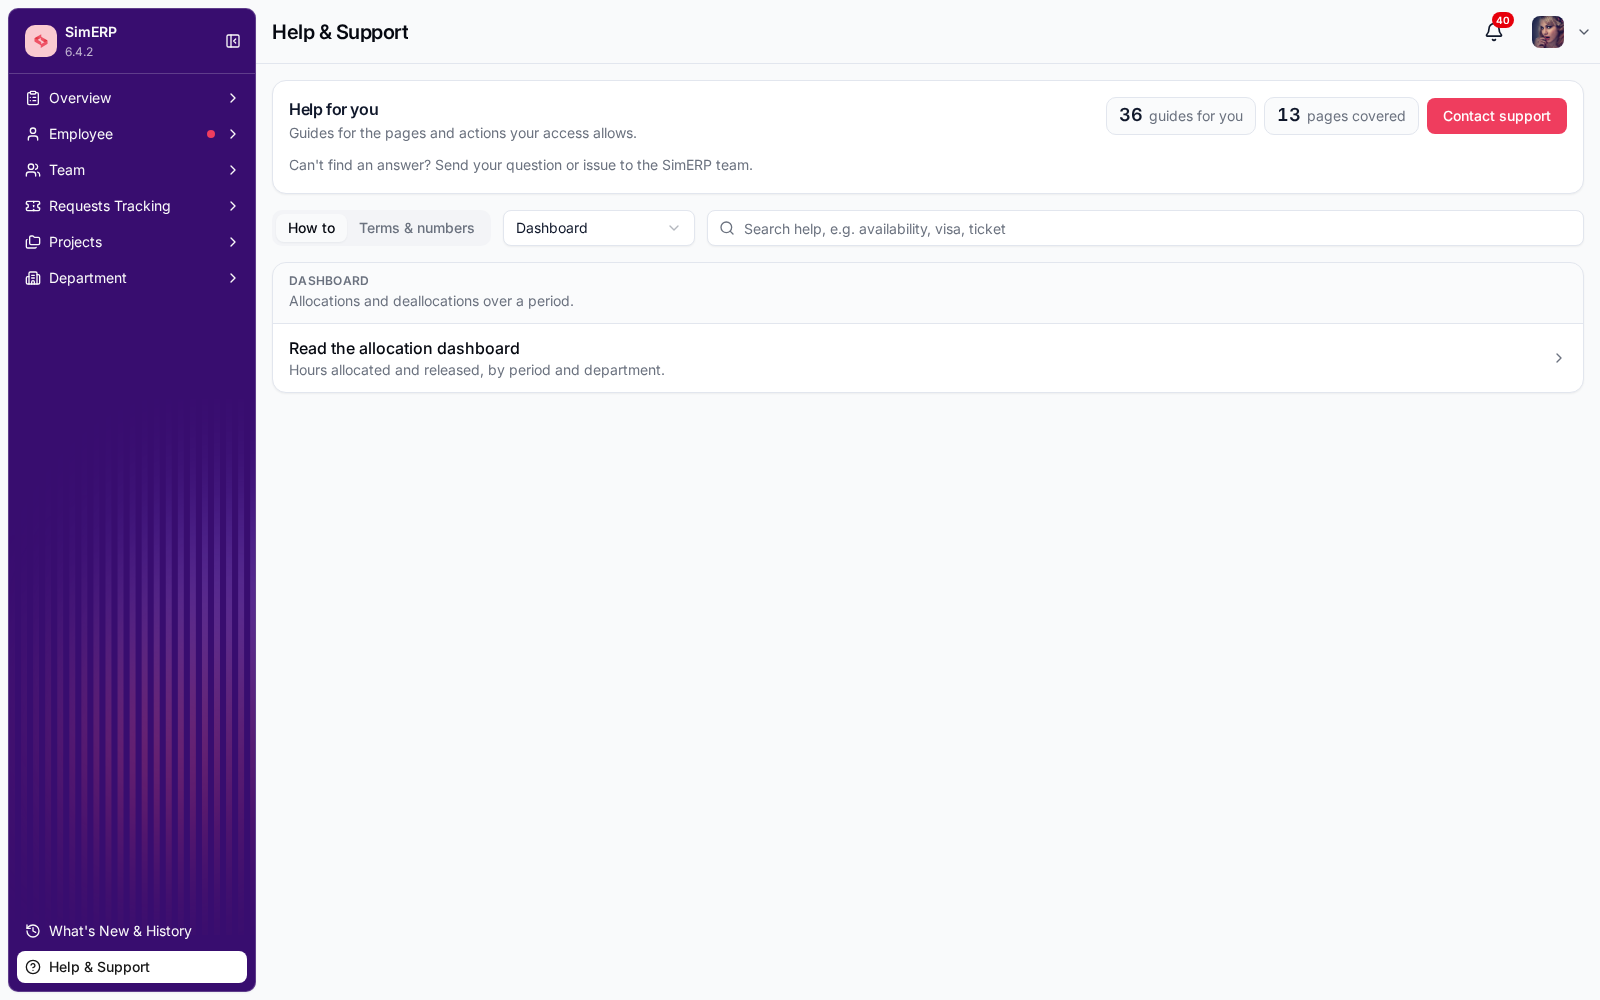 SimERP
6.4.2
Overview
Employee
Team
Requests Tracking
Projects
Department
What's New & History
Help & Support
Help & Support
40
Help for you
Guides for the pages and actions your access allows.
Can't find an answer? Send your question or issue to the SimERP team.
36 guides for you
13 pages covered
Contact support
How to
Terms & numbers
Dashboard
Search help, e.g. availability, visa, ticket
DASHBOARD
Allocations and deallocations over a period.
Read the allocation dashboard
Hours allocated and released, by period and department.